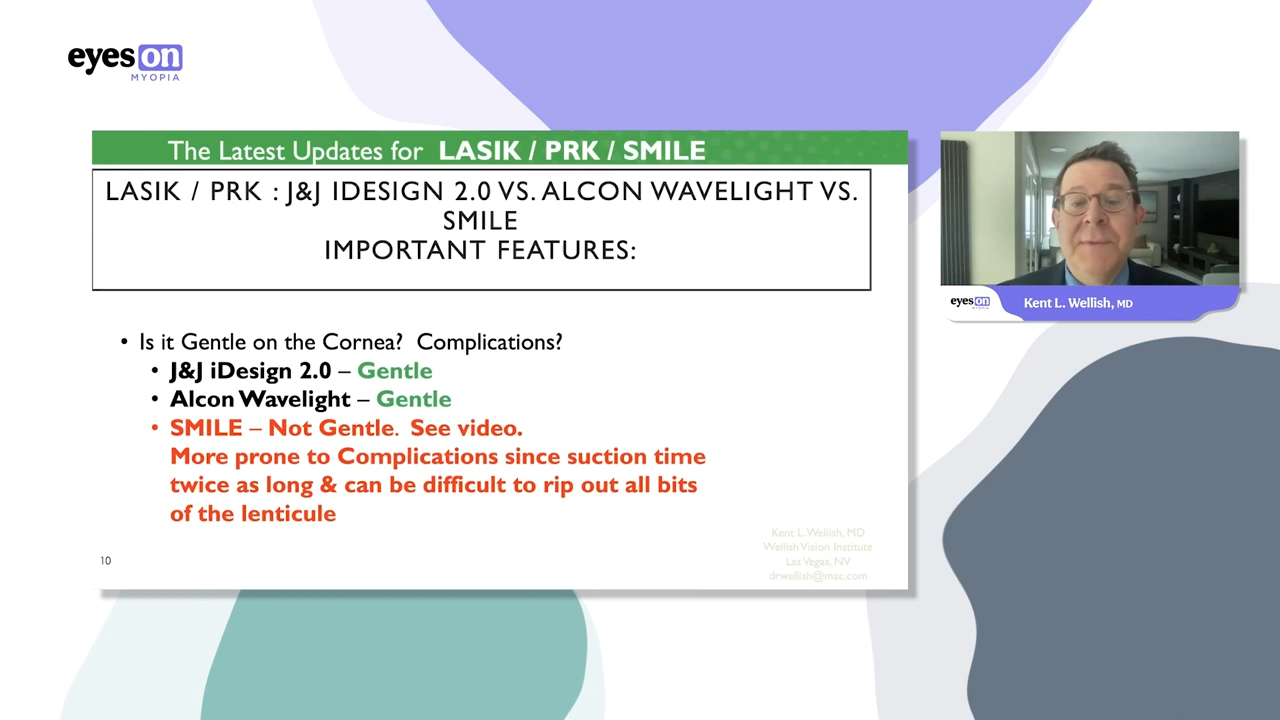 eyes on
MYOPIA
The Latest Updates for LASIK / PRK / SMILE
LASIK / PRK : J&J IDESIGN 2.0 VS. ALCON WAVELIGHT VS.
SMILE
IMPORTANT FEATURES:
• Is it Gentle on the Cornea? Complications?
• J&J iDesign 2.0 – Gentle
• Alcon Wavelight – Gentle
• SMILE – Not Gentle. See video.
More prone to Complications since suction time
twice as long & can be difficult to rip out all bits
of the lenticule
Kent L. Wellish, MD
Wellish Vision Institute
Las Vegas, NV
drwellish@mac.com
10
eyes on
Kent L. Wellish, MD